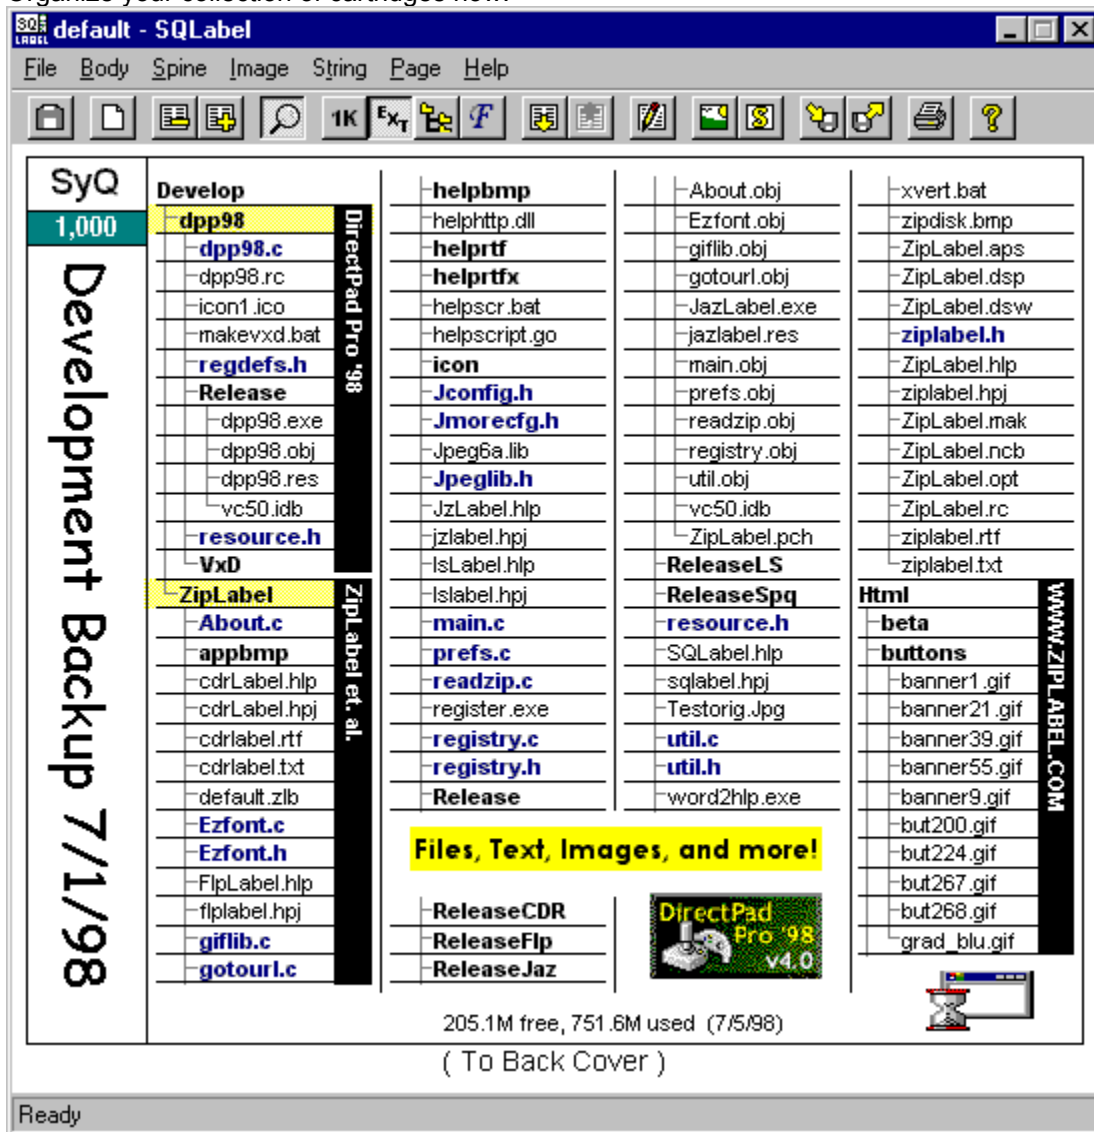 default - SQLabel
File Body Spine Image String Page Help
1K EXT F S ?
SyQ
1,000
Development Backup 7/1/98
Develop
dpp98
dpp98.c
dpp98.rc
icon1.ico
makevxd.bat
regdefs.h
Release
dpp98.exe
dpp98.obj
dpp98.res
vc50.idb
resource.h
VxD
DirectPad Pro '98
ZipLabel
About.c
appbmp
cdrLabel.hlp
cdrLabel.hpj
cdrlabel.rtf
cdrlabel.txt
default.zlb
Ezfont.c
Ezfont.h
FlpLabel.hlp
flplabel.hpj
giflib.c
gotourl.c
ZipLabel et. al.
helpbmp
helphttp.dll
helprtf
helprtfx
helpscr.bat
helpscript.go
icon
Jconfig.h
Jmorecfg.h
Jpeg6a.lib
Jpeglib.h
JzLabel.hlp
jzlabel.hpj
lsLabel.hlp
lslabel.hpj
main.c
prefs.c
readzip.c
register.exe
registry.c
registry.h
Release
Files, Text, Images, and more!
ReleaseCDR
ReleaseFlp
ReleaseJaz
About.obj
Ezfont.obj
giflib.obj
gotourl.obj
JazLabel.exe
jazlabel.res
main.obj
prefs.obj
readzip.obj
registry.obj
util.obj
vc50.idb
ZipLabel.pch
ReleaseLS
ReleaseSpq
resource.h
SQLabel.hlp
sqlabel.hpj
Testorig.Jpg
util.c
util.h
word2hlp.exe
DirectPad
Pro '98
v4.0
xvert.bat
zipdisk.bmp
ZipLabel.aps
ZipLabel.dsp
ZipLabel.dsw
ziplabel.h
ZipLabel.hlp
ziplabel.hpj
ZipLabel.mak
ZipLabel.ncb
ZipLabel.opt
ZipLabel.rc
ziplabel.rtf
ziplabel.txt
Html
beta
buttons
banner1.gif
banner21.gif
banner39.gif
banner55.gif
banner9.gif
but200.gif
but224.gif
but267.gif
but268.gif
grad_blu.gif
WWW.ZIPLABEL.COM
205.1M free, 751.6M used (7/5/98)
( To Back Cover )
Ready